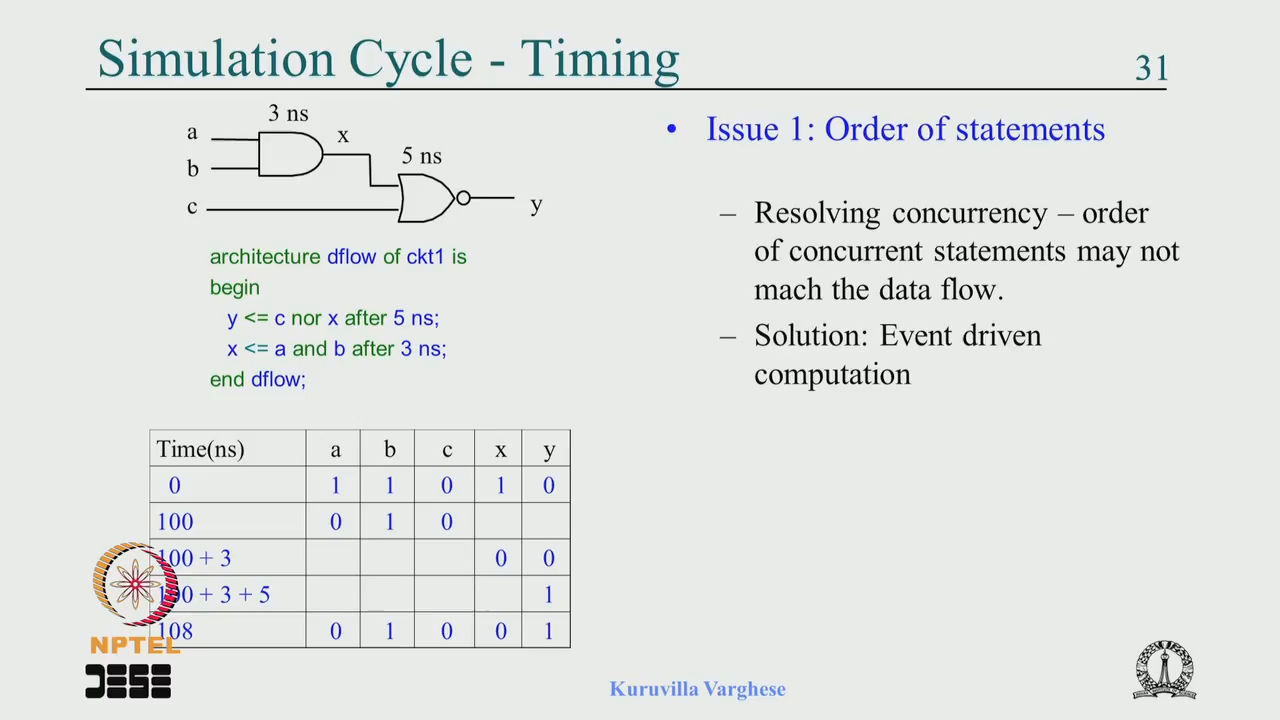 Simulation Cycle - Timing
31
3 ns
a
x
b
5 ns
c
y
architecture dflow of ckt1 is
begin
y <= c nor x after 5 ns;
x <= a and b after 3 ns;
end dflow;
Time(ns) a b c x y
0 1 1 0 1 0
100 0 1 0
100 + 3 0 0
100 + 3 + 5 1
108 0 1 0 0 1
• Issue 1: Order of statements
– Resolving concurrency – order
of concurrent statements may not
mach the data flow.
– Solution: Event driven
computation
NPTEL
Kuruvilla Varghese